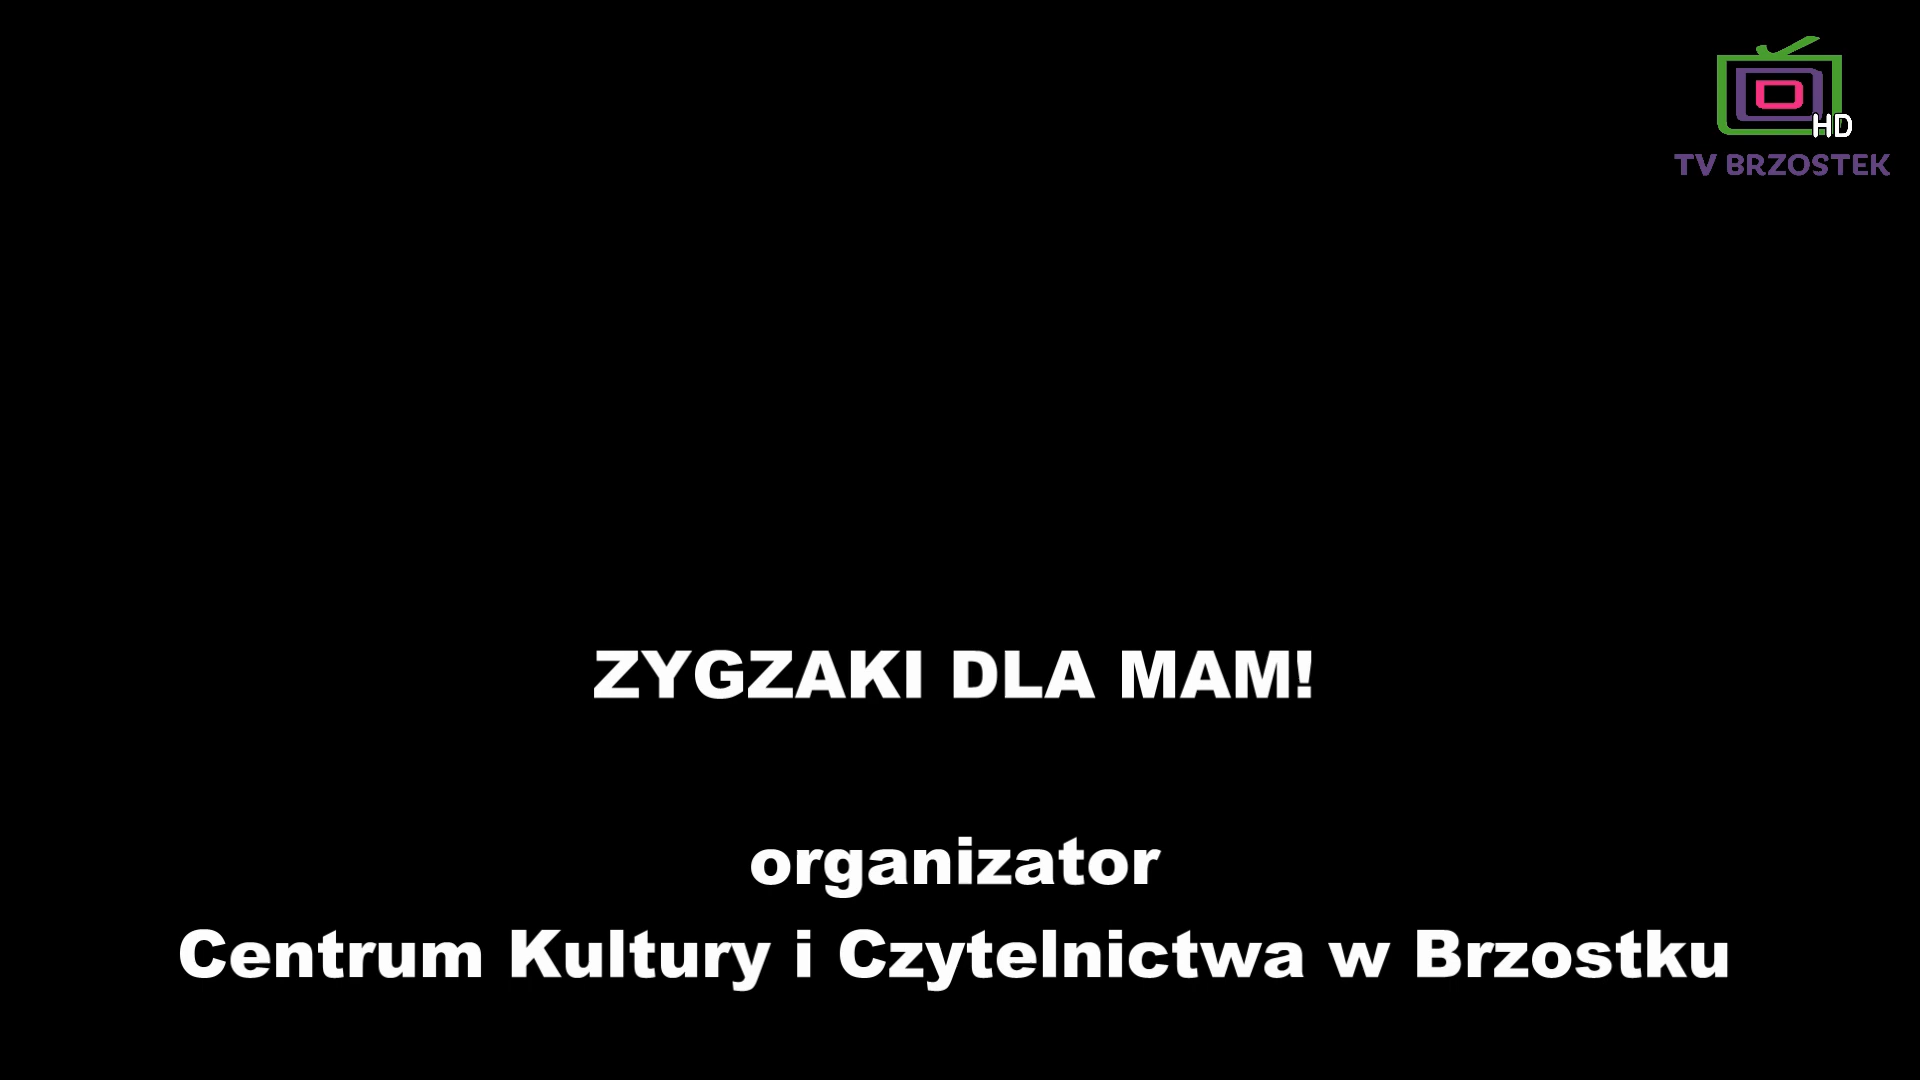 HD
TV BRZOSTEK
ZYGZAKI DLA MAM!
organizator
Centrum Kultury i Czytelnictwa w Brzostku